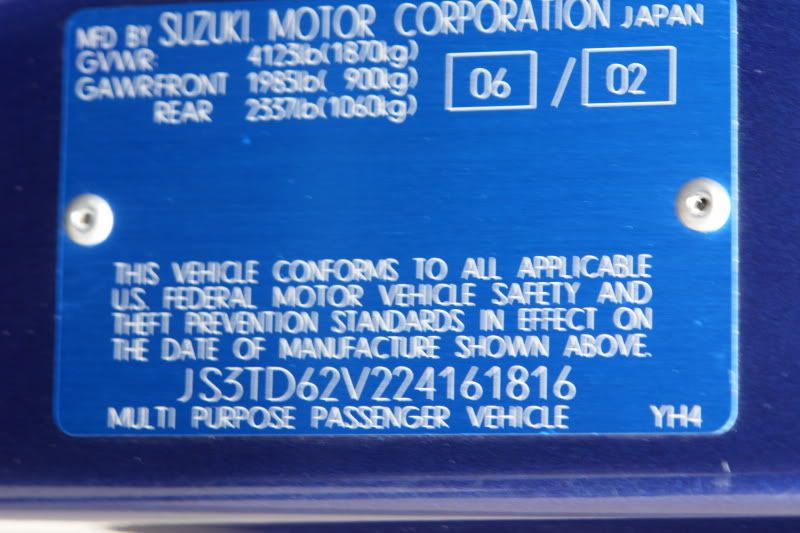 MFD BY SUZUKI MOTOR CORPORATION JAPAN
GVWR: 4123lb(1870kg)
GAWR:FRONT 1985lb( 900kg)
REAR 2337lb(1060kg)
06 / 02
THIS VEHICLE CONFORMS TO ALL APPLICABLE
U.S. FEDERAL MOTOR VEHICLE SAFETY AND
THEFT PREVENTION STANDARDS IN EFFECT ON
THE DATE OF MANUFACTURE SHOWN ABOVE.
JS3TD62V224161816
MULTI PURPOSE PASSENGER VEHICLE YH4